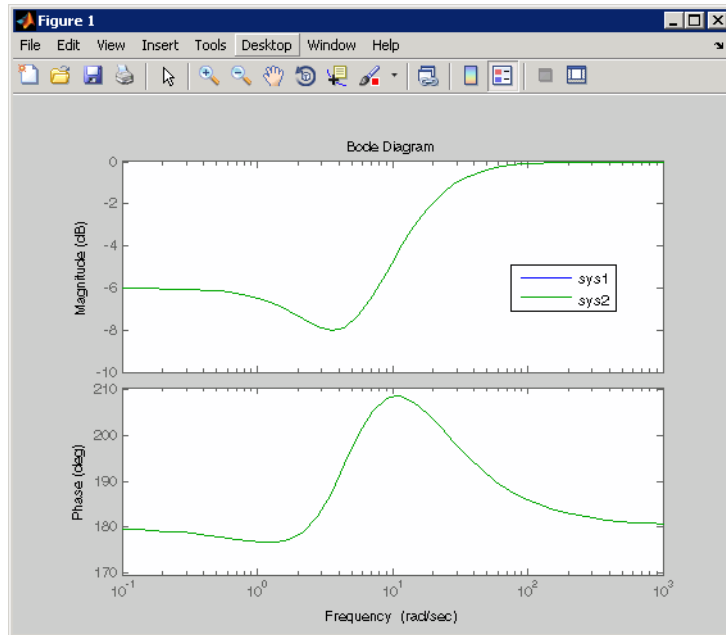 Figure 1
File Edit View Insert Tools Desktop Window Help
Bode Diagram
Magnitude (dB)
0
-2
-4
-6
-8
-10
sys1
sys2
Phase (deg)
210
200
190
180
170
10^-1 10^0 10^1 10^2 10^3
Frequency (rad/sec)